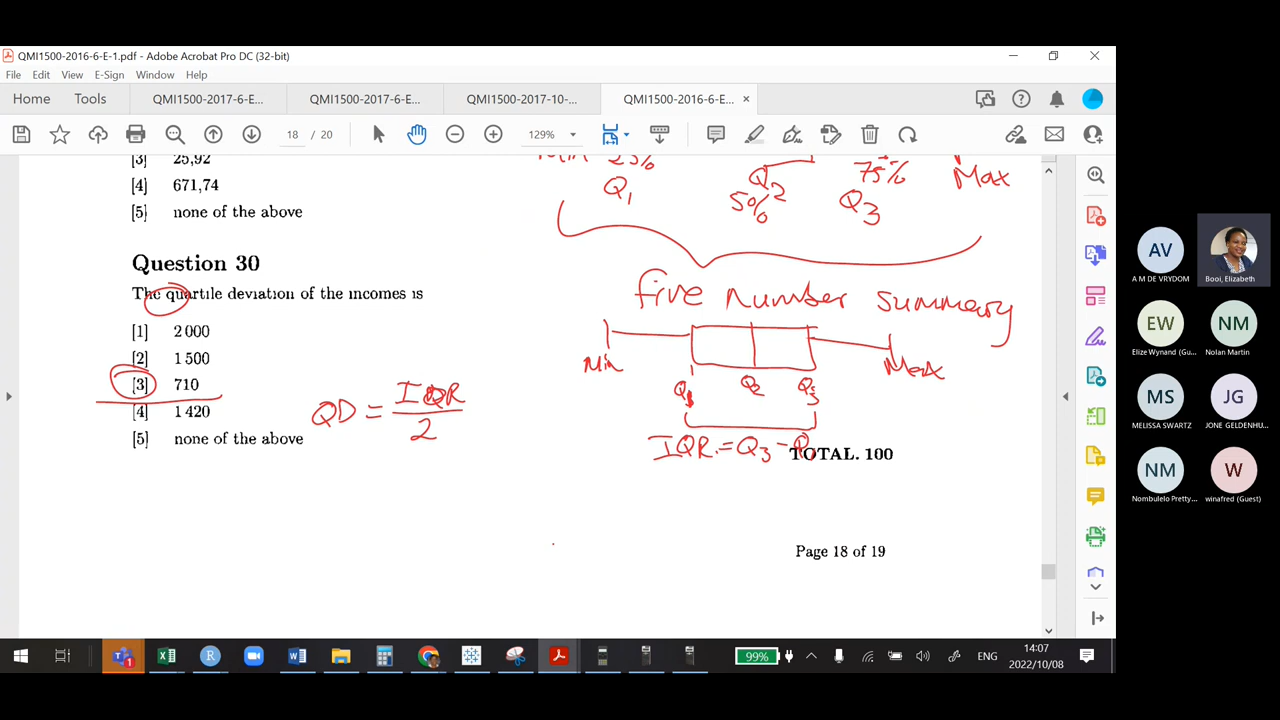 QMI1500-2016-6-E-1.pdf - Adobe Acrobat Pro DC (32-bit)
File Edit View E-Sign Window Help
Home Tools QMI1500-2017-6-E... QMI1500-2017-6-E... QMI1500-2017-10-... QMI1500-2016-6-E... ×
18 / 20 129%
[3] 25,92
[4] 671,74
[5] none of the above
Min 25% Q2 75% Max
Q1 50% Q3
five number summary
Question 30
The quartile deviation of the incomes is
[1] 2 000
[2] 1 500
[3] 710
[4] 1 420
[5] none of the above
QD = IQR
2
Min Max
Q1 Q2 Q3
IQR = Q3 - Q1
TOTAL. 100
Page 18 of 19
AV
A M DE VRYDOM
Booi, Elizabeth
EW
Elize Wynand (Gu...
NM
Nolan Martin
MS
MELISSA SWARTZ
JG
JONE GELDENHU...
NM
Nombulelo Pretty...
W
winafred (Guest)
1
99% ENG
14:07
2022/10/08